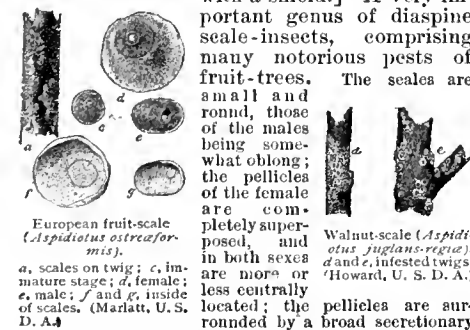 portant genus of diaspine
scale-insects, comprising
many notorious pests of
fruit-trees. The scales are
small and
round, those
of the males
being some-
what oblong;
the pellicles
of the female
are com-
pletely super-
posed, and
in both sexes
are more or
less centrally
located; the pellicles are sur-
rounded by a broad secretionary
a
c
d
e
f
g
European fruit-scale
(Aspidiotus ostreæfor-
mis).
a, scales on twig; c, im-
mature stage; d, female;
e, male; f and g, inside
of scales. (Marlatt, U. S.
D. A.)
d
e
Walnut-scale (Aspidi-
otus juglans-regiæ).
d and e, infested twigs.
(Howard, U. S. D. A.)